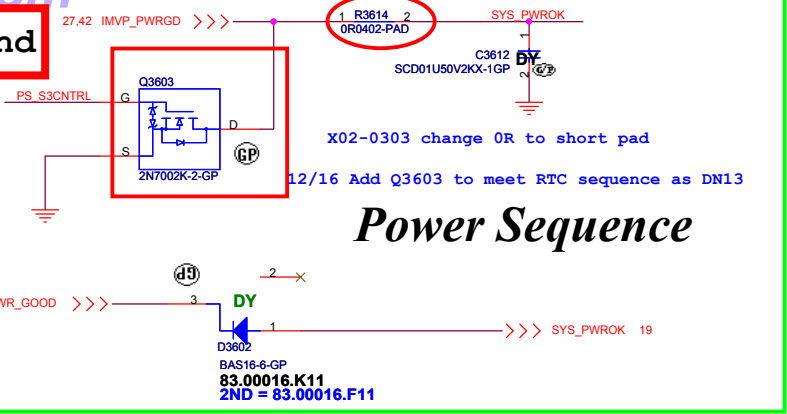 27,42 IMVP_PWRGD
1 R3614 2
0R0402-PAD
SYS_PWROK
nd
1
C3612
DY
SCD01U50V2KX-1GP
2
G/P
Q3603
PS_S3CNTRL G
D
GP
S
2N7002K-2-GP
X02-0303 change 0R to short pad
12/16 Add Q3603 to meet RTC sequence as DN13
Power Sequence
GP
2
WR_GOOD 3 DY
1 SYS_PWROK 19
D3602
BAS16-6-GP
83.00016.K11
2ND = 83.00016.F11